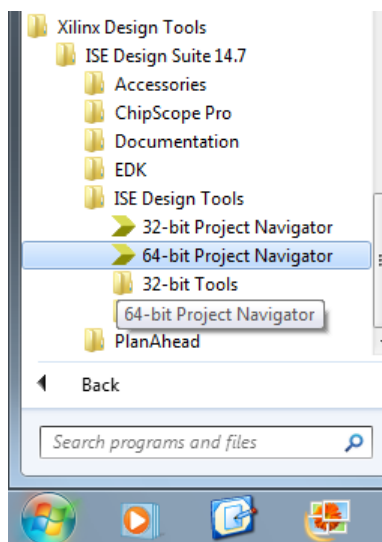 Xilinx Design Tools
ISE Design Suite 14.7
Accessories
ChipScope Pro
Documentation
EDK
ISE Design Tools
32-bit Project Navigator
64-bit Project Navigator
32-bit Tools
64-bit Project Navigator
PlanAhead
Back
Search programs and files